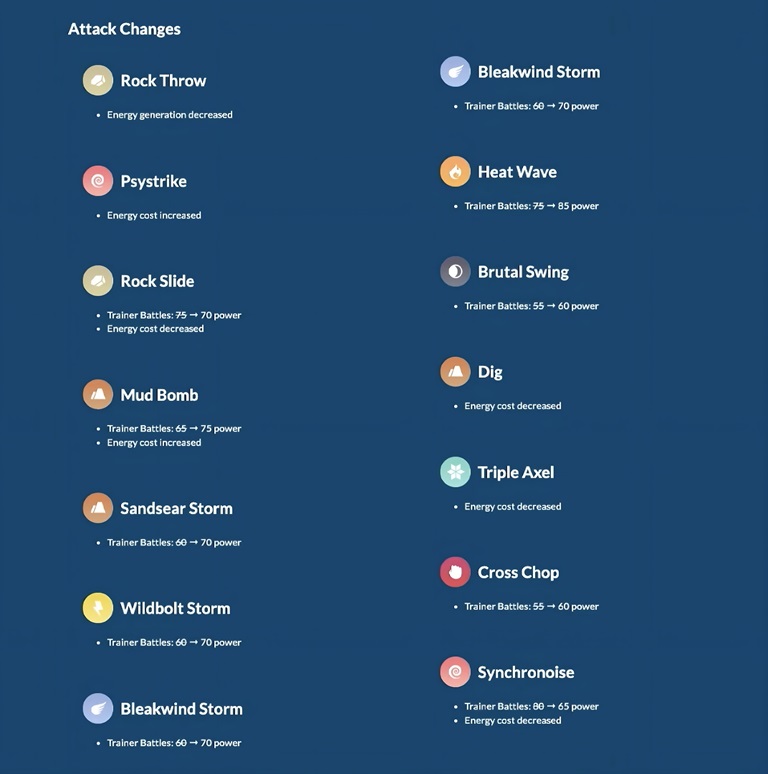 Attack Changes
Rock Throw
• Energy generation decreased
Psystrike
• Energy cost increased
Rock Slide
• Trainer Battles: 75 → 70 power
• Energy cost decreased
Mud Bomb
• Trainer Battles: 65 → 75 power
• Energy cost increased
Sandsear Storm
• Trainer Battles: 60 → 70 power
Wildbolt Storm
• Trainer Battles: 60 → 70 power
Bleakwind Storm
• Trainer Battles: 60 → 70 power
Bleakwind Storm
• Trainer Battles: 60 → 70 power
Heat Wave
• Trainer Battles: 75 → 85 power
Brutal Swing
• Trainer Battles: 55 → 60 power
Dig
• Energy cost decreased
Triple Axel
• Energy cost decreased
Cross Chop
• Trainer Battles: 55 → 60 power
Synchronoise
• Trainer Battles: 80 → 65 power
• Energy cost decreased